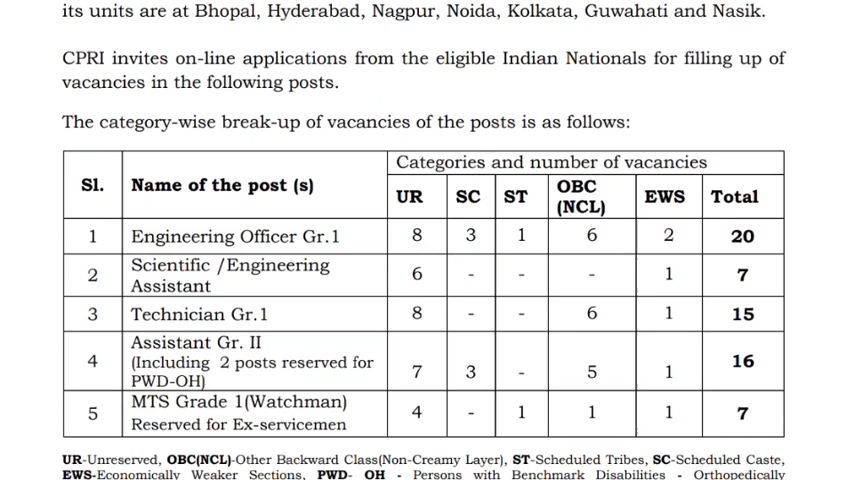 its units are at Bhopal, Hyderabad, Nagpur, Noida, Kolkata, Guwahati and Nasik.
CPRI invites on-line applications from the eligible Indian Nationals for filling up of
vacancies in the following posts.
The category-wise break-up of vacancies of the posts is as follows:
Sl. Name of the post (s) Categories and number of vacancies
UR SC ST OBC (NCL) EWS Total
1 Engineering Officer Gr.1 8 3 1 6 2 20
2 Scientific /Engineering Assistant 6 - - - 1 7
3 Technician Gr.1 8 - - 6 1 15
4 Assistant Gr. II (Including 2 posts reserved for PWD-OH) 7 3 - 5 1 16
5 MTS Grade 1(Watchman) Reserved for Ex-servicemen 4 - 1 1 1 7
UR-Unreserved, OBC(NCL)-Other Backward Class(Non-Creamy Layer), ST-Scheduled Tribes, SC-Scheduled Caste,
EWS-Economically Weaker Sections, PWD- OH - Persons with Benchmark Disabilities - Orthopedically